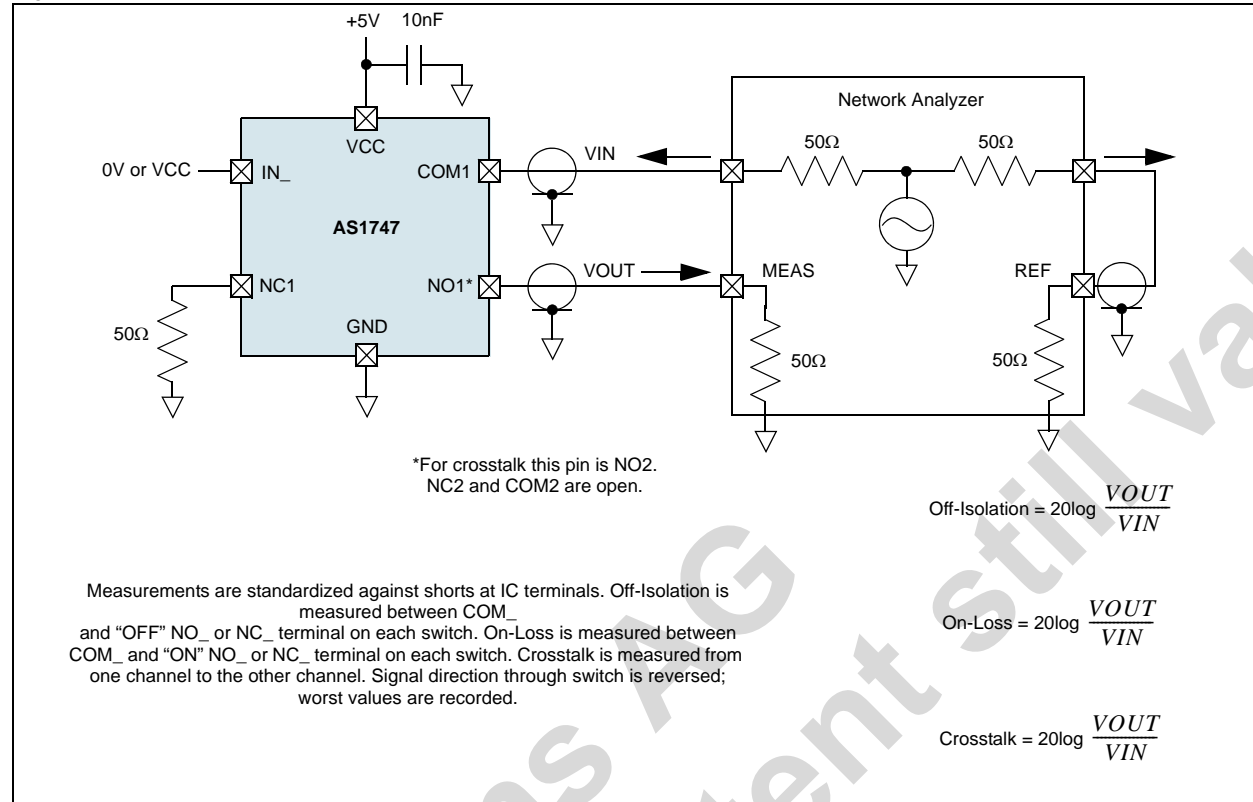 +5V 10nF
Network Analyzer
VCC
50Ω 50Ω
VIN
0V or VCC IN_ COM1
AS1747
VOUT MEAS REF
NC1 NO1*
GND
50Ω 50Ω 50Ω
*For crosstalk this pin is NO2.
NC2 and COM2 are open.
Off-Isolation = 20log VOUT
VIN
Measurements are standardized against shorts at IC terminals. Off-Isolation is
measured between COM_
and “OFF” NO_ or NC_ terminal on each switch. On-Loss is measured between
COM_ and “ON” NO_ or NC_ terminal on each switch. Crosstalk is measured from
one channel to the other channel. Signal direction through switch is reversed;
worst values are recorded.
On-Loss = 20log VOUT
VIN
Crosstalk = 20log VOUT
VIN
AG
still